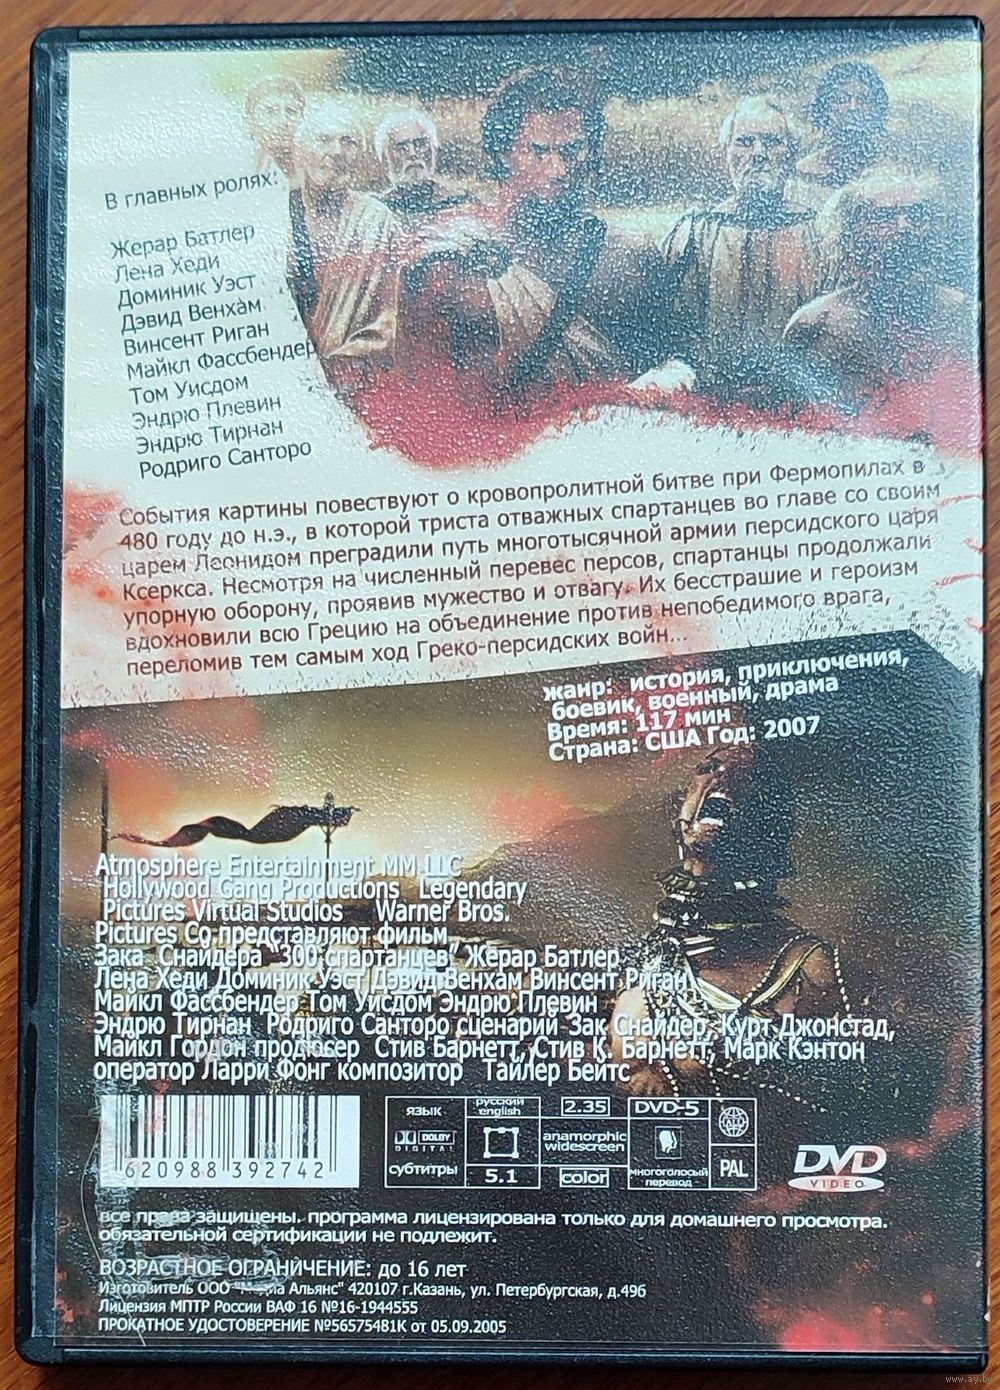 В главных ролях:
Жерар Батлер
Лена Хеди
Доминик Уэст
Дэвид Венхам
Винсент Риган
Майкл Фассбендер
Том Уисдом
Эндрю Плевин
Эндрю Тирнан
Родриго Санторо
События картины повествуют о кровопролитной битве при Фермопилах в
480 году до н.э., в которой триста отважных спартанцев во главе со своим
царем Леонидом преградили путь многотысячной армии персидского царя
Ксеркса. Несмотря на численный перевес персов, спартанцы продолжали
упорную оборону, проявив мужество и отвагу. Их бесстрашие и героизм
вдохновили всю Грецию на объединение против непобедимого врага,
переломив тем самым ход Греко-персидских войн...
жанр: история, приключения,
боевик, военный, драма
Время: 117 мин
Страна: США Год: 2007
Atmosphere Entertainment MM LLC
Hollywood Gang Productions Legendary
Pictures Virtual Studios Warner Bros.
Pictures Co.представляют фильм
Зака Снайдера "300 спартанцев" Жерар Батлер
Лена Хеди Доминик Уэст Дэвид Венхам Винсент Риган
Майкл Фассбендер Том Уисдом Эндрю Плевин
Эндрю Тирнан Родриго Санторо сценарий Зак Снайдер, Курт Джонстад,
Майкл Гордон продюсер Стив Барнетт, Стив К. Барнетт, Марк Кэнтон
оператор Ларри Фонг композитор Тайлер Бейтс
6 20988 392742
язык
русский
english
2.35
DVD-5
ALL
DOLBY
DIGITAL
anamorphic
widescreen
субтитры
5.1
color
многоголосый
перевод
PAL
DVD
VIDEO
все права защищены. программа лицензирована только для домашнего просмотра.
обязательной сертификации не подлежит.
ВОЗРАСТНОЕ ОГРАНИЧЕНИЕ: до 16 лет
Изготовитель ООО "Медиа Альянс" 420107 г.Казань, ул. Петербургская, д.49б
Лицензия МПТР России ВАФ 16 №16-1944555
ПРОКАТНОЕ УДОСТОВЕРЕНИЕ №56575481К от 05.09.2005
www.ay.by